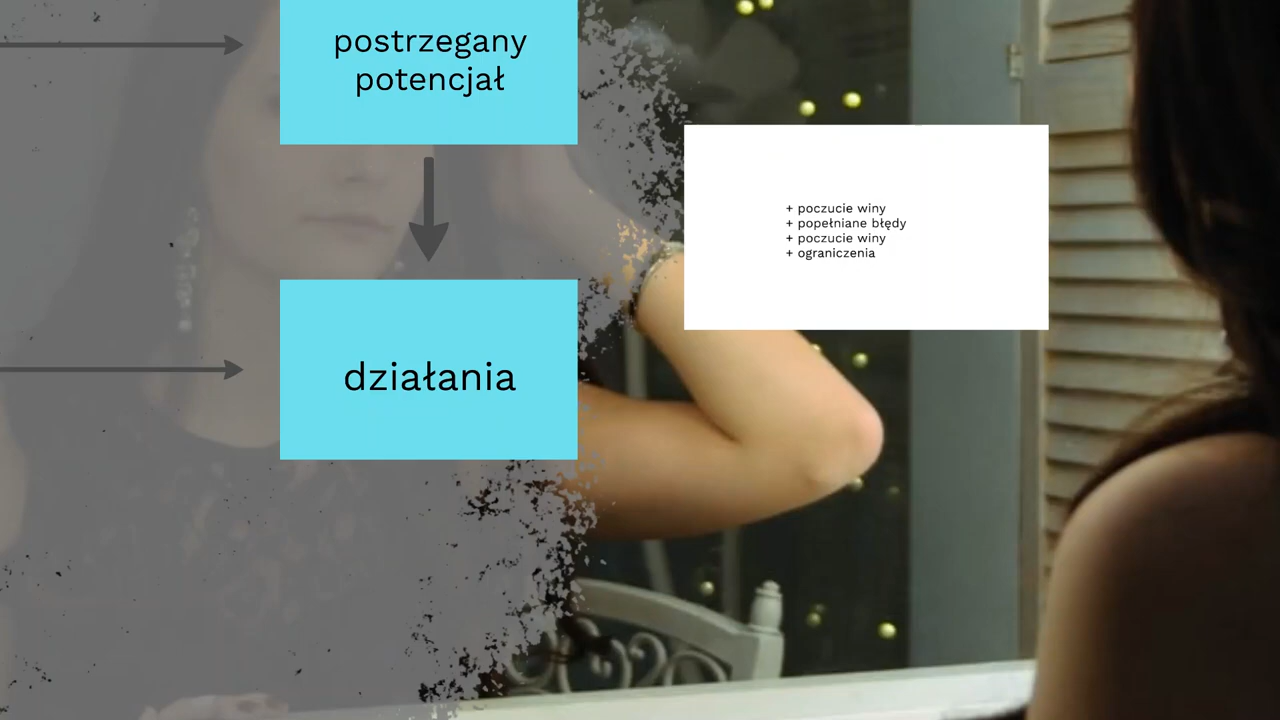 postrzegany
potencjał
działania
+ poczucie winy
+ popełniane błędy
+ poczucie winy
+ ograniczenia